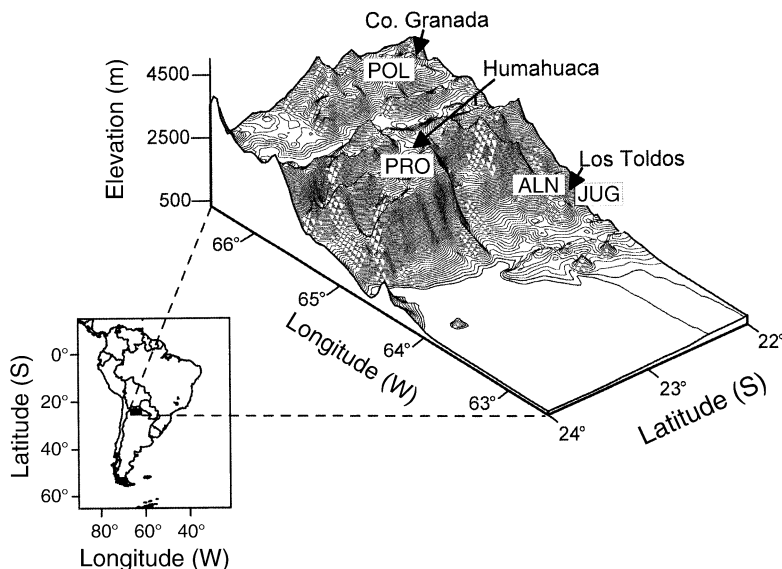 Co. Granada
POL
Humahuaca
4500
2500
500
Elevation (m)
PRO
Los Toldos
ALN
JUG
66°
65°
64°
63°
Longitude (W)
24°
23°
22°
Latitude (S)
0°
20°
40°
60°
Latitude (S)
80° 60° 40°
Longitude (W)